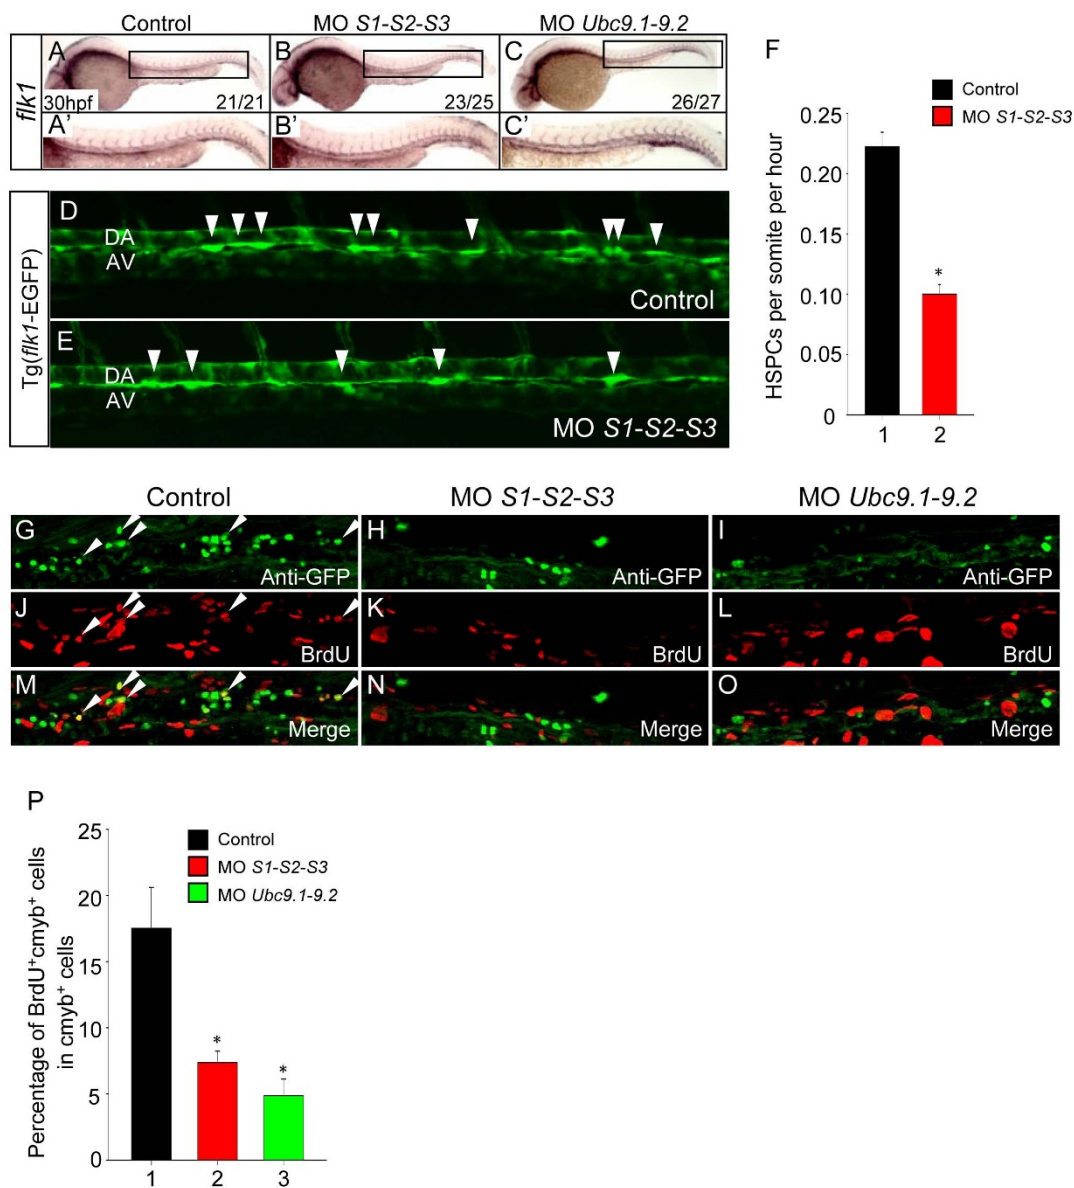 Control
MO S1-S2-S3
MO Ubc9.1-9.2
flk1
A
30hpf
21/21
B
23/25
C
26/27
A'
B'
C'
Tg(flk1-EGFP)
D
DA
AV
Control
E
DA
AV
MO S1-S2-S3
F
Control
MO S1-S2-S3
HSPCs per somite per hour
0.25
0.20
0.15
0.10
0.05
0
*
1
2
Control
MO S1-S2-S3
MO Ubc9.1-9.2
G
Anti-GFP
H
Anti-GFP
I
Anti-GFP
J
BrdU
K
BrdU
L
BrdU
M
Merge
N
Merge
O
Merge
P
Control
MO S1-S2-S3
MO Ubc9.1-9.2
Percentage of BrdU⁺cmyb⁺ cells
in cmyb⁺ cells
25
20
15
10
5
0
*
*
1
2
3